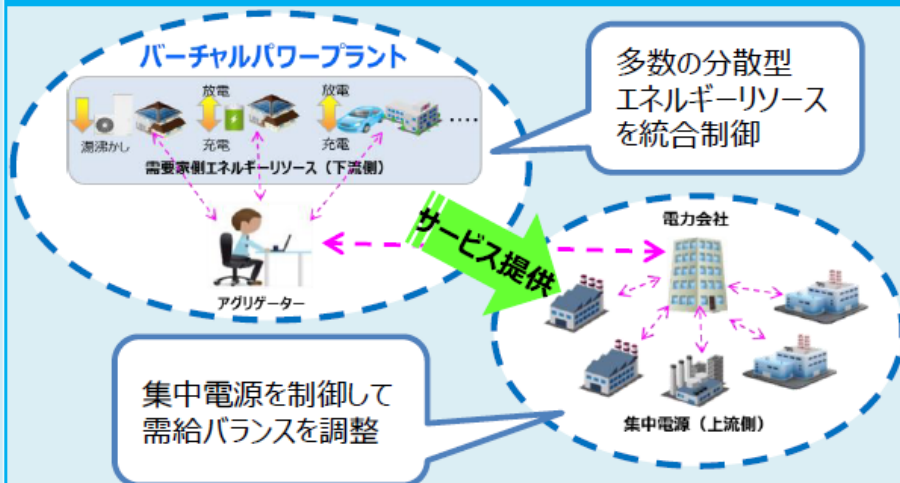 バーチャルパワープラント
放電
放電
湯沸かし
充電
充電
････
需要家側エネルギーリソース（下流側）
アグリゲーター
多数の分散型
エネルギーリソース
を統合制御
サービス提供
電力会社
集中電源（上流側）
集中電源を制御して
需給バランスを調整